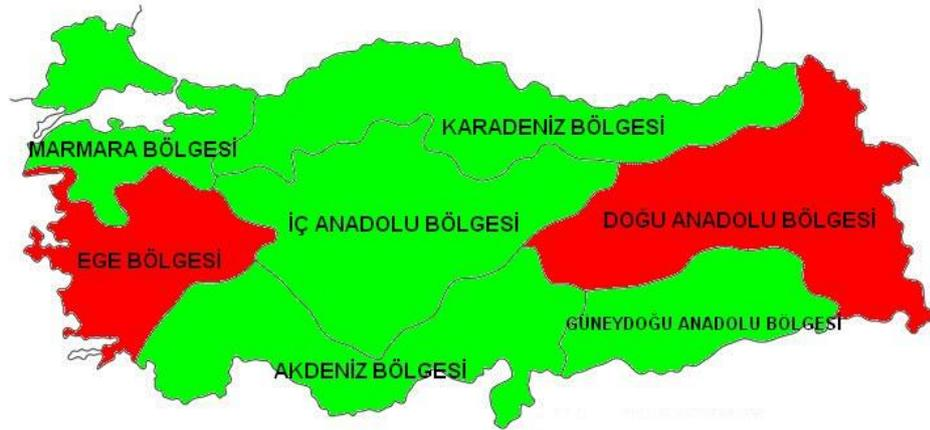 KARADENİZ BÖLGESİ
MARMARA BÖLGESİ
İÇ ANADOLU BÖLGESİ
DOĞU ANADOLU BÖLGESİ
EGE BÖLGESİ
GÜNEYDOĞU ANADOLU BÖLGESİ
AKDENİZ BÖLGESİ